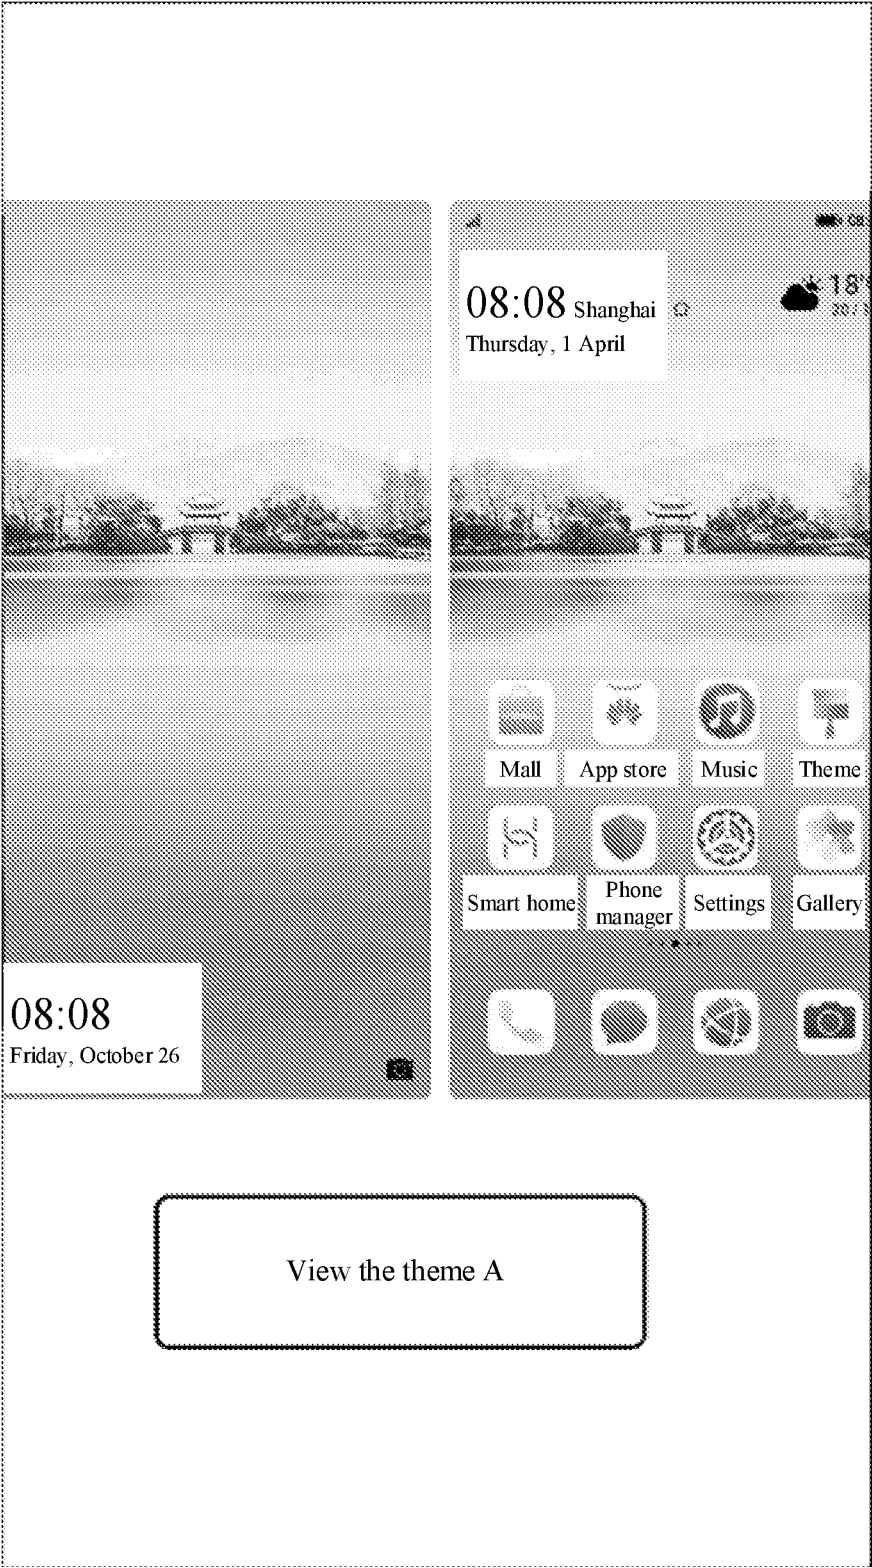 08:08 Shanghai
Thursday, 1 April
18°
Mall App store Music Theme
Smart home Phone manager Settings Gallery
08:08
Friday, October 26
View the theme A